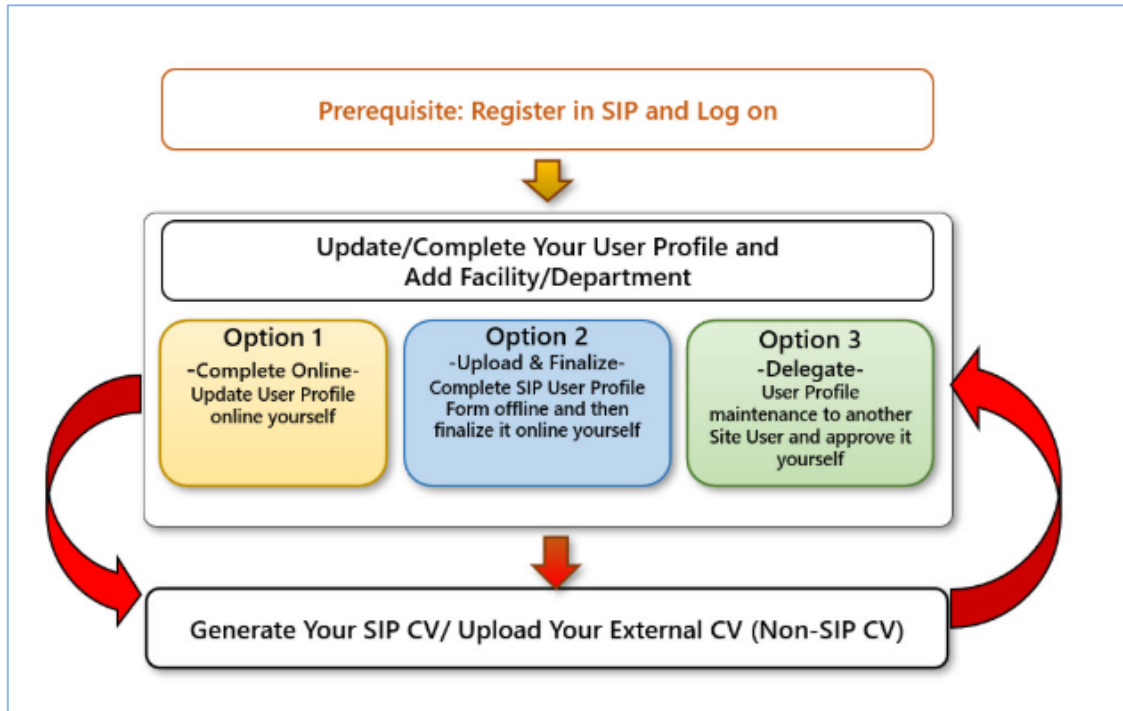 Prerequisite: Register in SIP and Log on
Update/Complete Your User Profile and
Add Facility/Department
Option 1
-Complete Online-
Update User Profile
online yourself
Option 2
-Upload & Finalize-
Complete SIP User Profile
Form offline and then
finalize it online yourself
Option 3
-Delegate-
User Profile
maintenance to another
Site User and approve it
yourself
Generate Your SIP CV/ Upload Your External CV (Non-SIP CV)